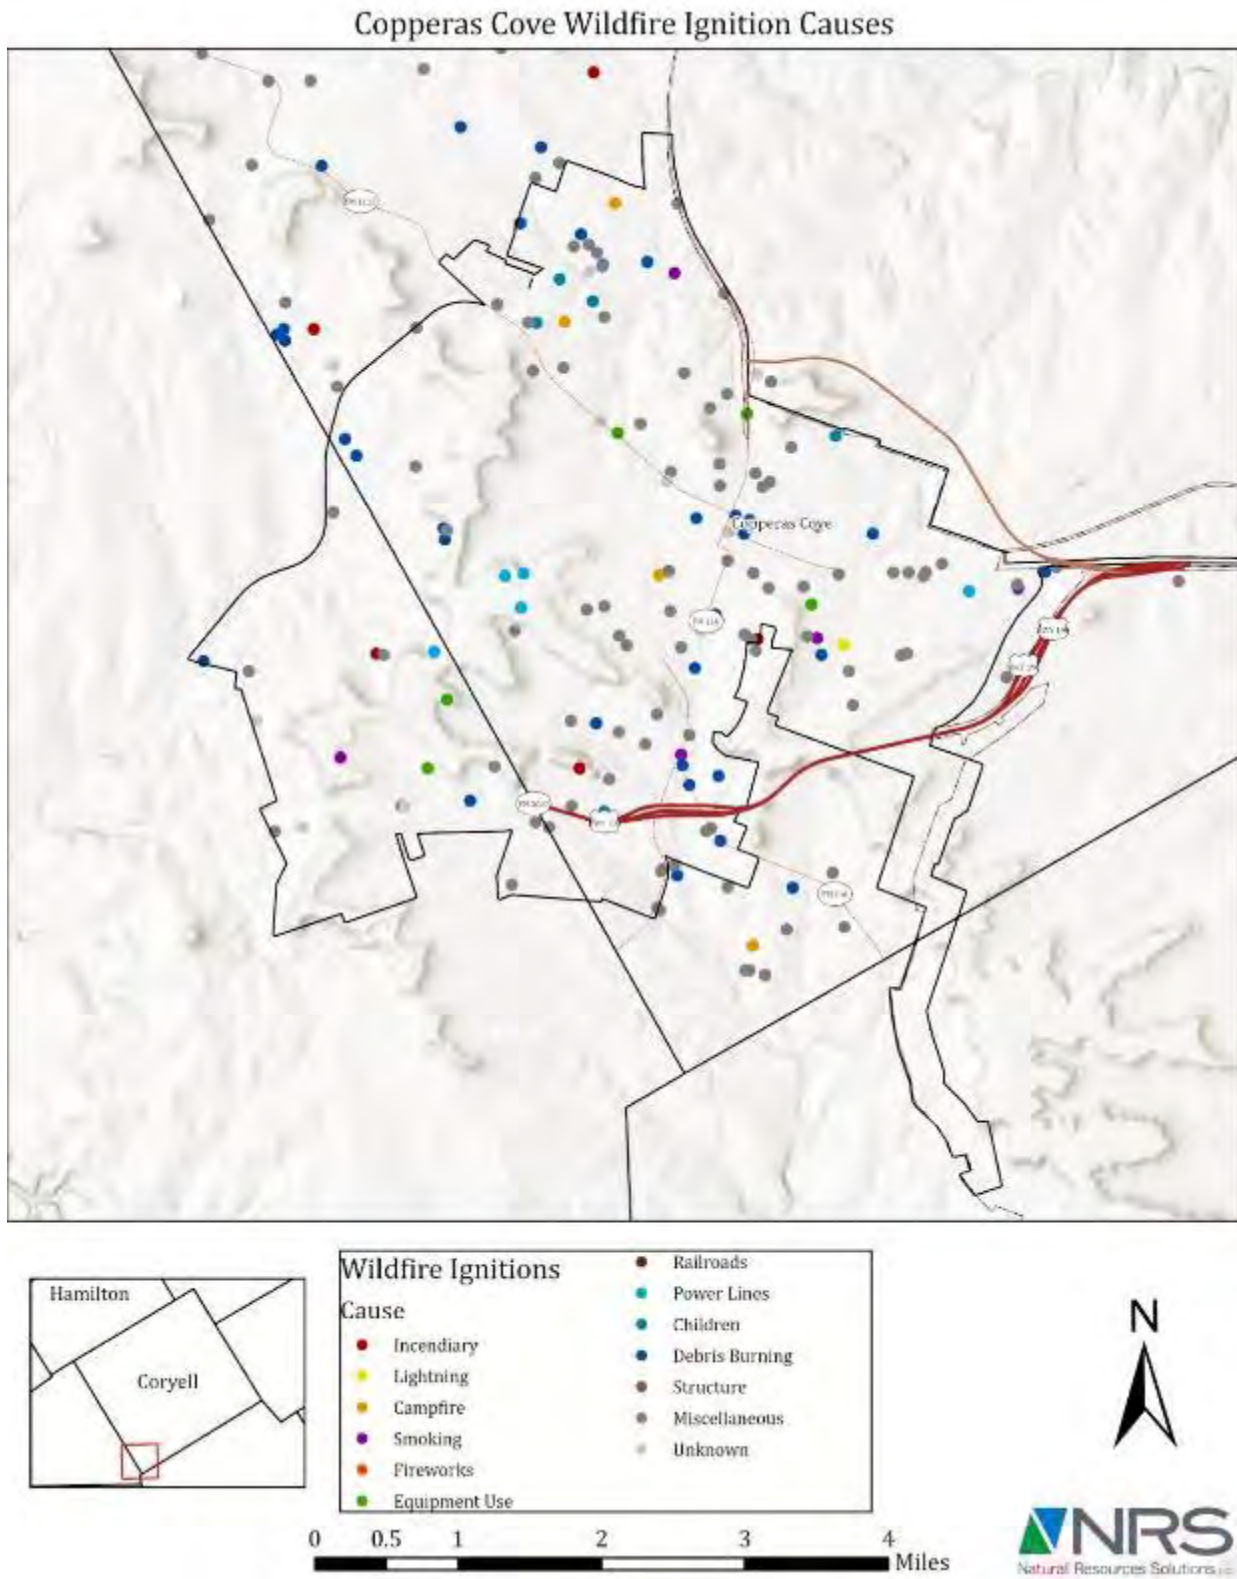 Copperas Cove Wildfire Ignition Causes
Copperas Cove
Hamilton
Coryell
Wildfire Ignitions
Cause
Incendiary
Lightning
Campfire
Smoking
Fireworks
Equipment Use
Railroads
Power Lines
Children
Debris Burning
Structure
Miscellaneous
Unknown
N
0 0.5 1 2 3 4
Miles
NRS
Natural Resources Solutions